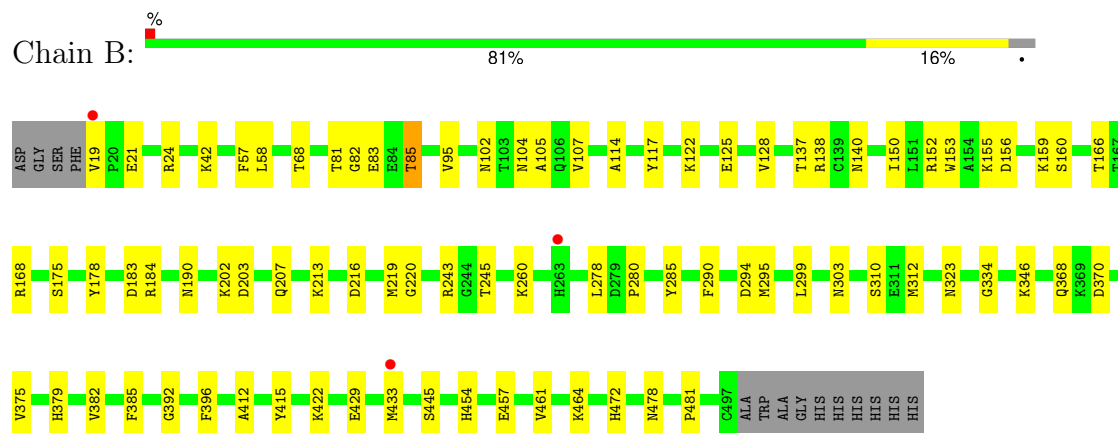 %
Chain B:
81% 16% •
ASP GLY SER PHE V19 P20 E21 R24 K42 F57 L58 T68 T81 G82 E83 E84 T85 V95 N102 T103 N104 A105 Q106 V107 A114 Y117 K122 E125 V128 T137 R138 C139 N140 I150 L151 R152 W153 A154 K155 D156 K159 S160 T166 T167
R168 S175 Y178 D183 R184 N190 K202 D203 Q207 K213 D216 M219 G220 R243 G244 T245 K260 H263 L278 D279 P280 Y285 F290 D294 M295 L299 N303 S310 E311 M312 N323 G334 K346 Q368 K369 D370
V375 H379 V382 F385 G392 F396 A412 Y415 K422 E429 M433 S445 H454 E457 V461 K464 H472 N478 P481 C497 ALA TRP ALA GLY HIS HIS HIS HIS HIS HIS